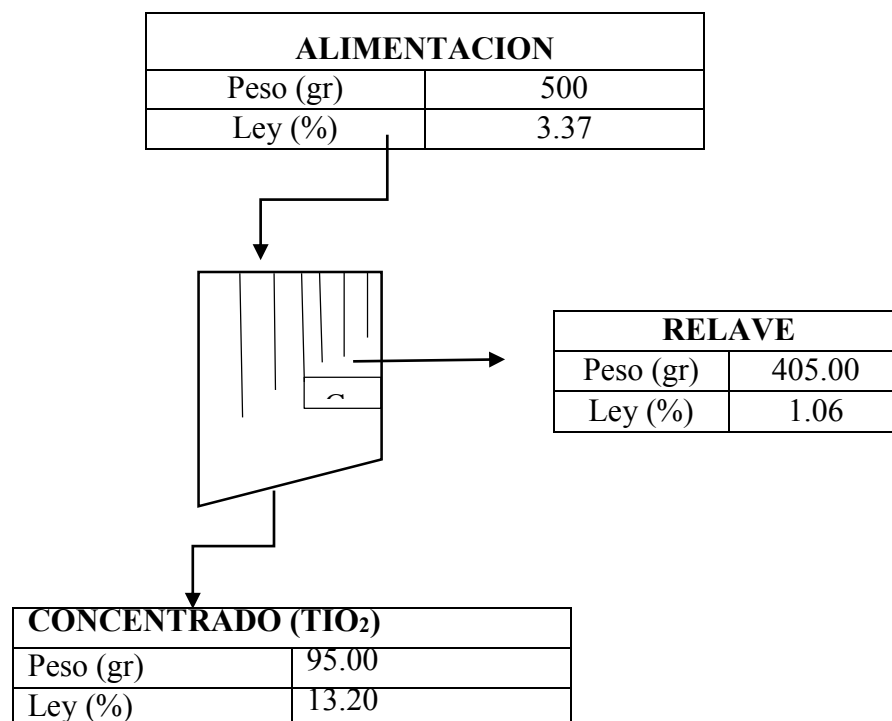 ALIMENTACION
Peso (gr) 500
Ley (%) 3.37
RELAVE
Peso (gr) 405.00
Ley (%) 1.06
CONCENTRADO (TIO₂)
Peso (gr) 95.00
Ley (%) 13.20